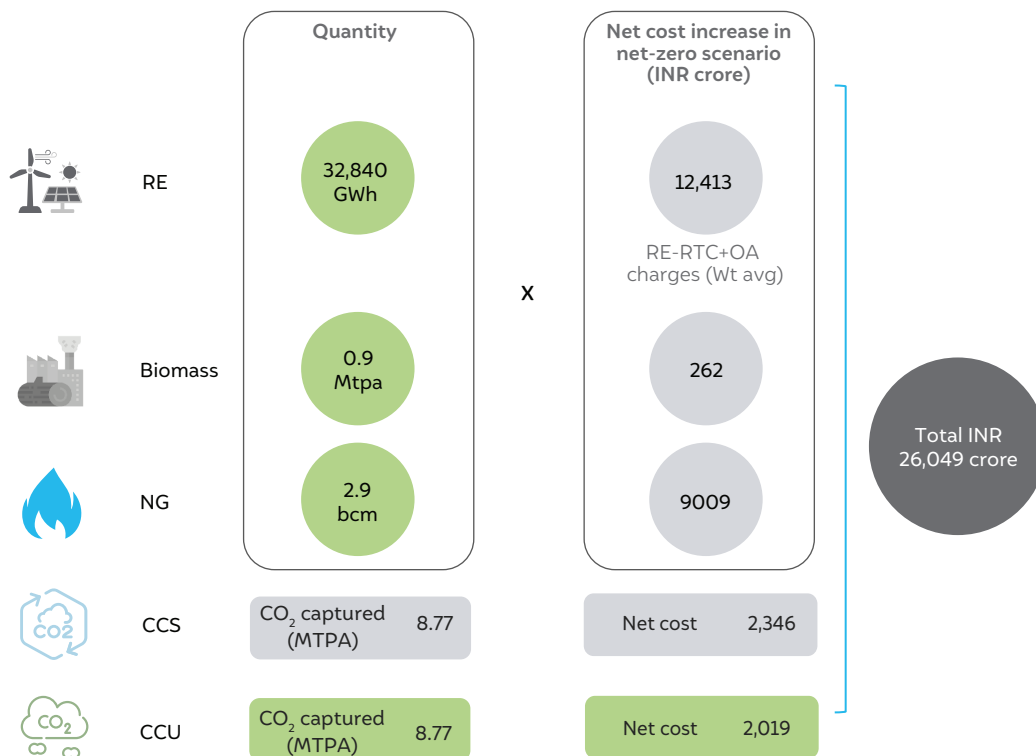 Quantity
Net cost increase in
net-zero scenario
(INR crore)
RE
32,840
GWh
12,413
RE-RTC+OA
charges (Wt avg)
X
Biomass
0.9
Mtpa
262
Total INR
26,049 crore
NG
2.9
bcm
9009
CO2
CCS
CO₂ captured
(MTPA)
8.77
Net cost 2,346
CO₂
CCU
CO₂ captured
(MTPA)
8.77
Net cost 2,019